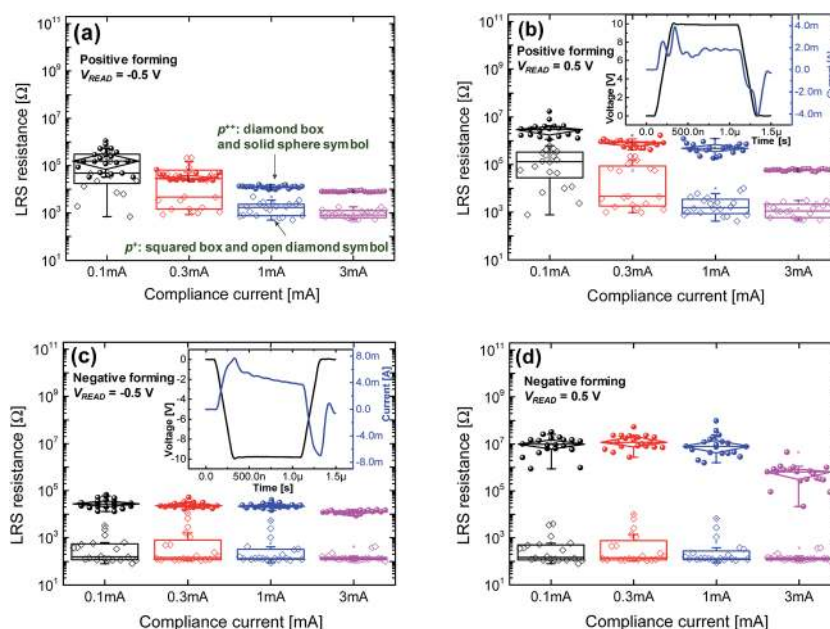 (a)
Positive forming
V_READ = -0.5 V
p⁺⁺: diamond box
and solid sphere symbol
p⁺: squared box and open diamond symbol
LRS resistance [Ω]
10¹¹
10⁹
10⁷
10⁵
10³
10¹
0.1mA 0.3mA 1mA 3mA
Compliance current [mA]
(b)
Positive forming
V_READ = 0.5 V
LRS resistance [Ω]
10¹¹
10⁹
10⁷
10⁵
10³
10¹
0.1mA 0.3mA 1mA 3mA
Compliance current [mA]
Voltage [V]
10
8
6
4
2
0
4.0m
2.0m
0.0
-2.0m
-4.0m
0.0 500.0n 1.0µ 1.5µ
Time [s]
(c)
Negative forming
V_READ = -0.5 V
LRS resistance [Ω]
10¹¹
10⁹
10⁷
10⁵
10³
10¹
0.1mA 0.3mA 1mA 3mA
Compliance current [mA]
Voltage [V]
0
-2
-4
-6
-8
-10
8.0m
4.0m
0.0
-4.0m
-8.0m
Current [A]
0.0 500.0n 1.0µ 1.5µ
Time [s]
(d)
Negative forming
V_READ = 0.5 V
LRS resistance [Ω]
10¹¹
10⁹
10⁷
10⁵
10³
10¹
0.1mA 0.3mA 1mA 3mA
Compliance current [mA]